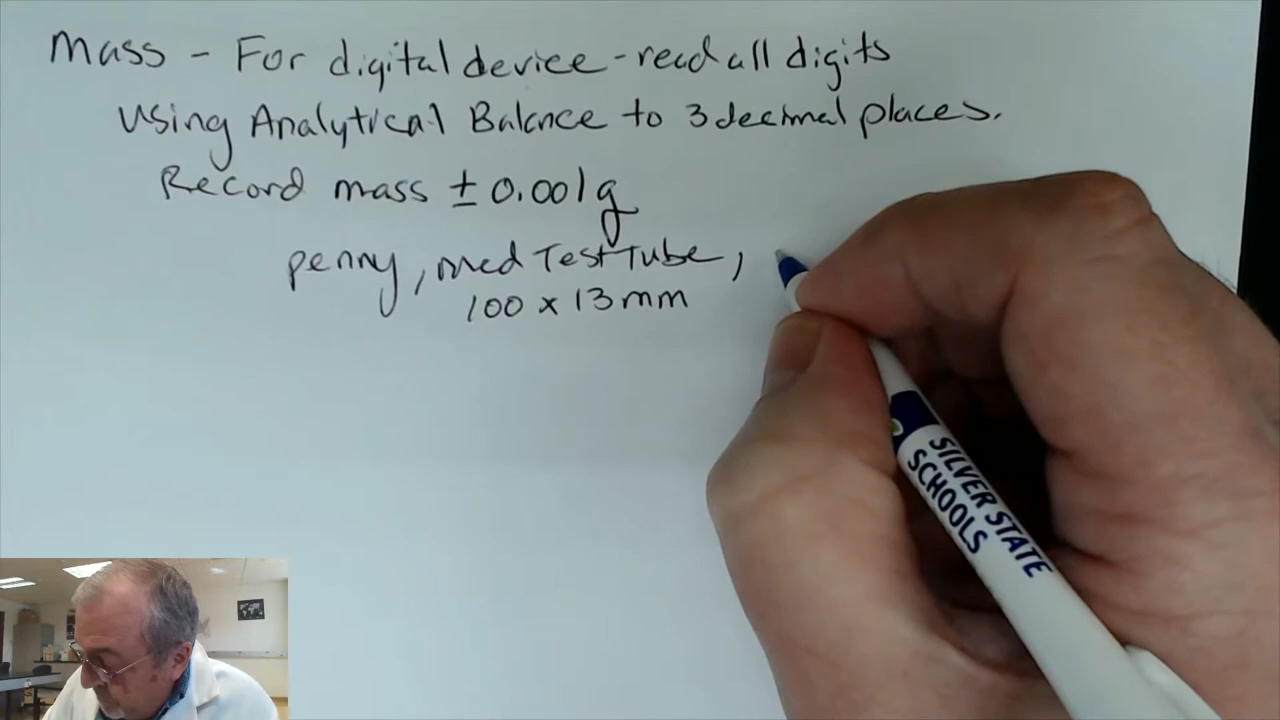 Mass - For digital device - read all digits
Using Analytical Balance to 3 decimal places.
Record mass ± 0.001g
penny, med Test Tube,
100 x 13 mm
SILVER STATE
SCHOOLS